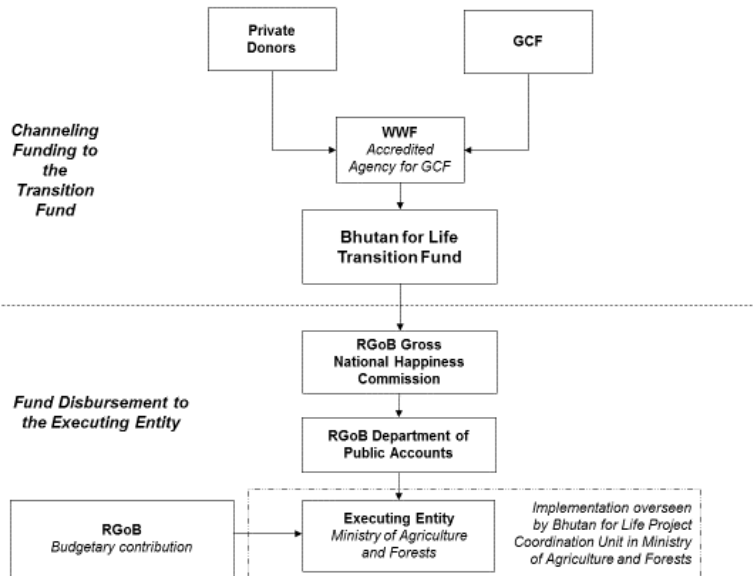 Private
Donors
GCF
Channeling
Funding to
the
Transition
Fund
WWF
Accredited
Agency for GCF
Bhutan for Life
Transition Fund
RGoB Gross
National Happiness
Commission
Fund Disbursement to
the Executing Entity
RGoB Department of
Public Accounts
RGoB
Budgetary contribution
Executing Entity
Ministry of Agriculture
and Forests
Implementation overseen
by Bhutan for Life Project
Coordination Unit in Ministry
of Agriculture and Forests